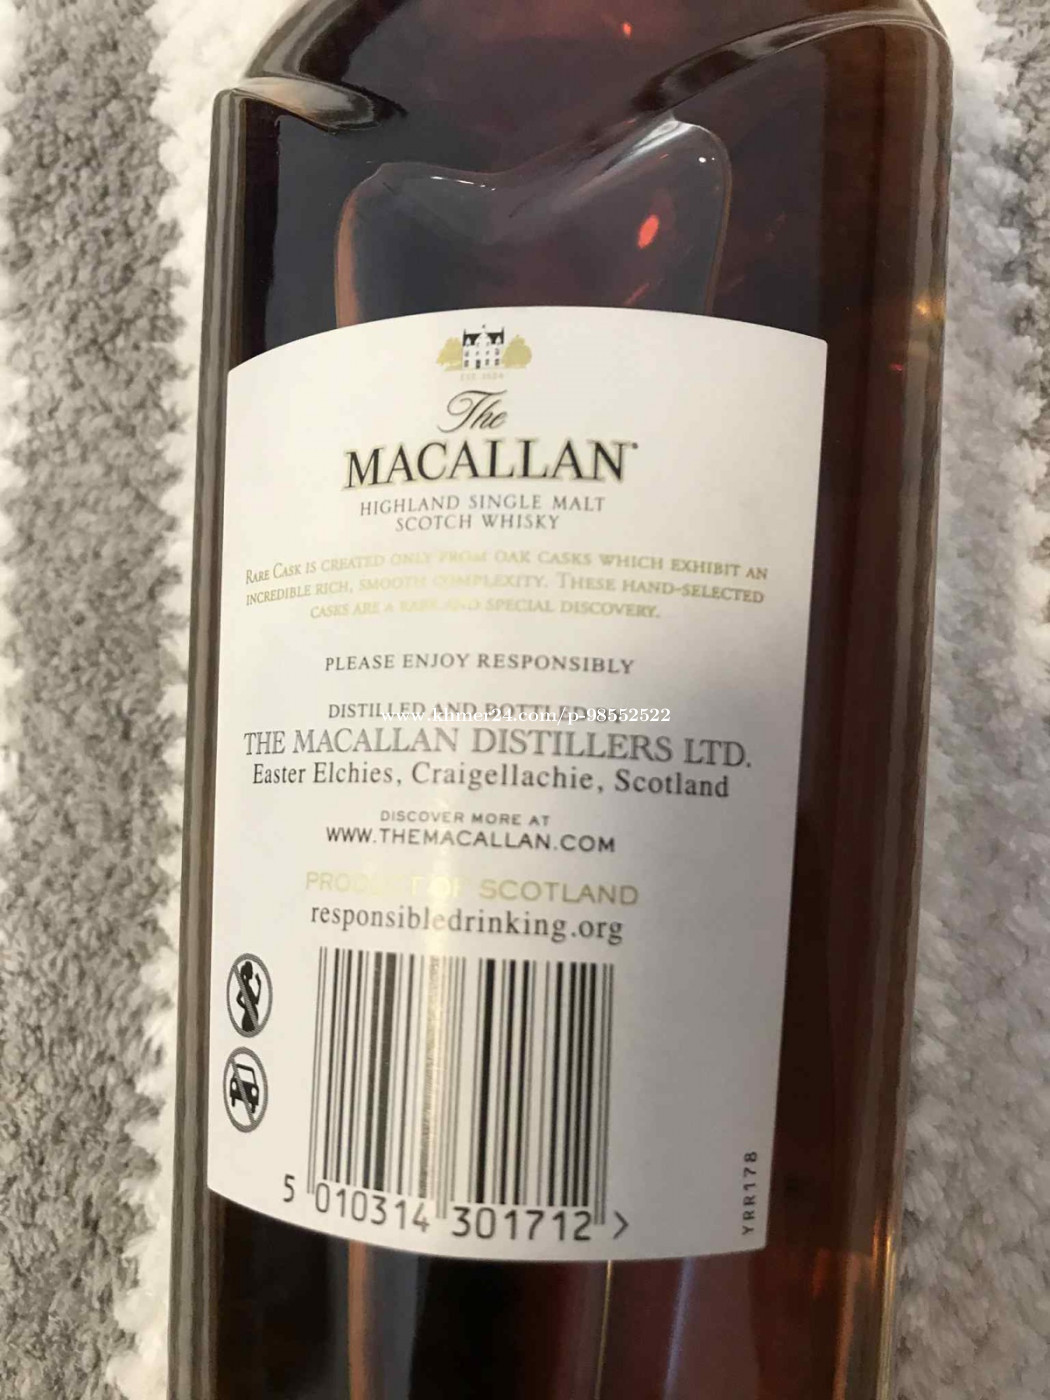 The
MACALLAN
HIGHLAND SINGLE MALT
SCOTCH WHISKY
RARE CASK IS CREATED ONLY FROM OAK CASKS WHICH EXHIBIT AN
INCREDIBLE RICH, SMOOTH COMPLEXITY. THESE HAND-SELECTED
CASKS ARE A RARE AND SPECIAL DISCOVERY.
PLEASE ENJOY RESPONSIBLY
DISTILLED AND BOTTLED
www.khmer24.com/p-98552522
THE MACALLAN DISTILLERS LTD.
Easter Elchies, Craigellachie, Scotland
DISCOVER MORE AT
WWW.THEMACALLAN.COM
PRODUCT OF SCOTLAND
responsibledrinking.org
5 010314 301712 >
YRR178